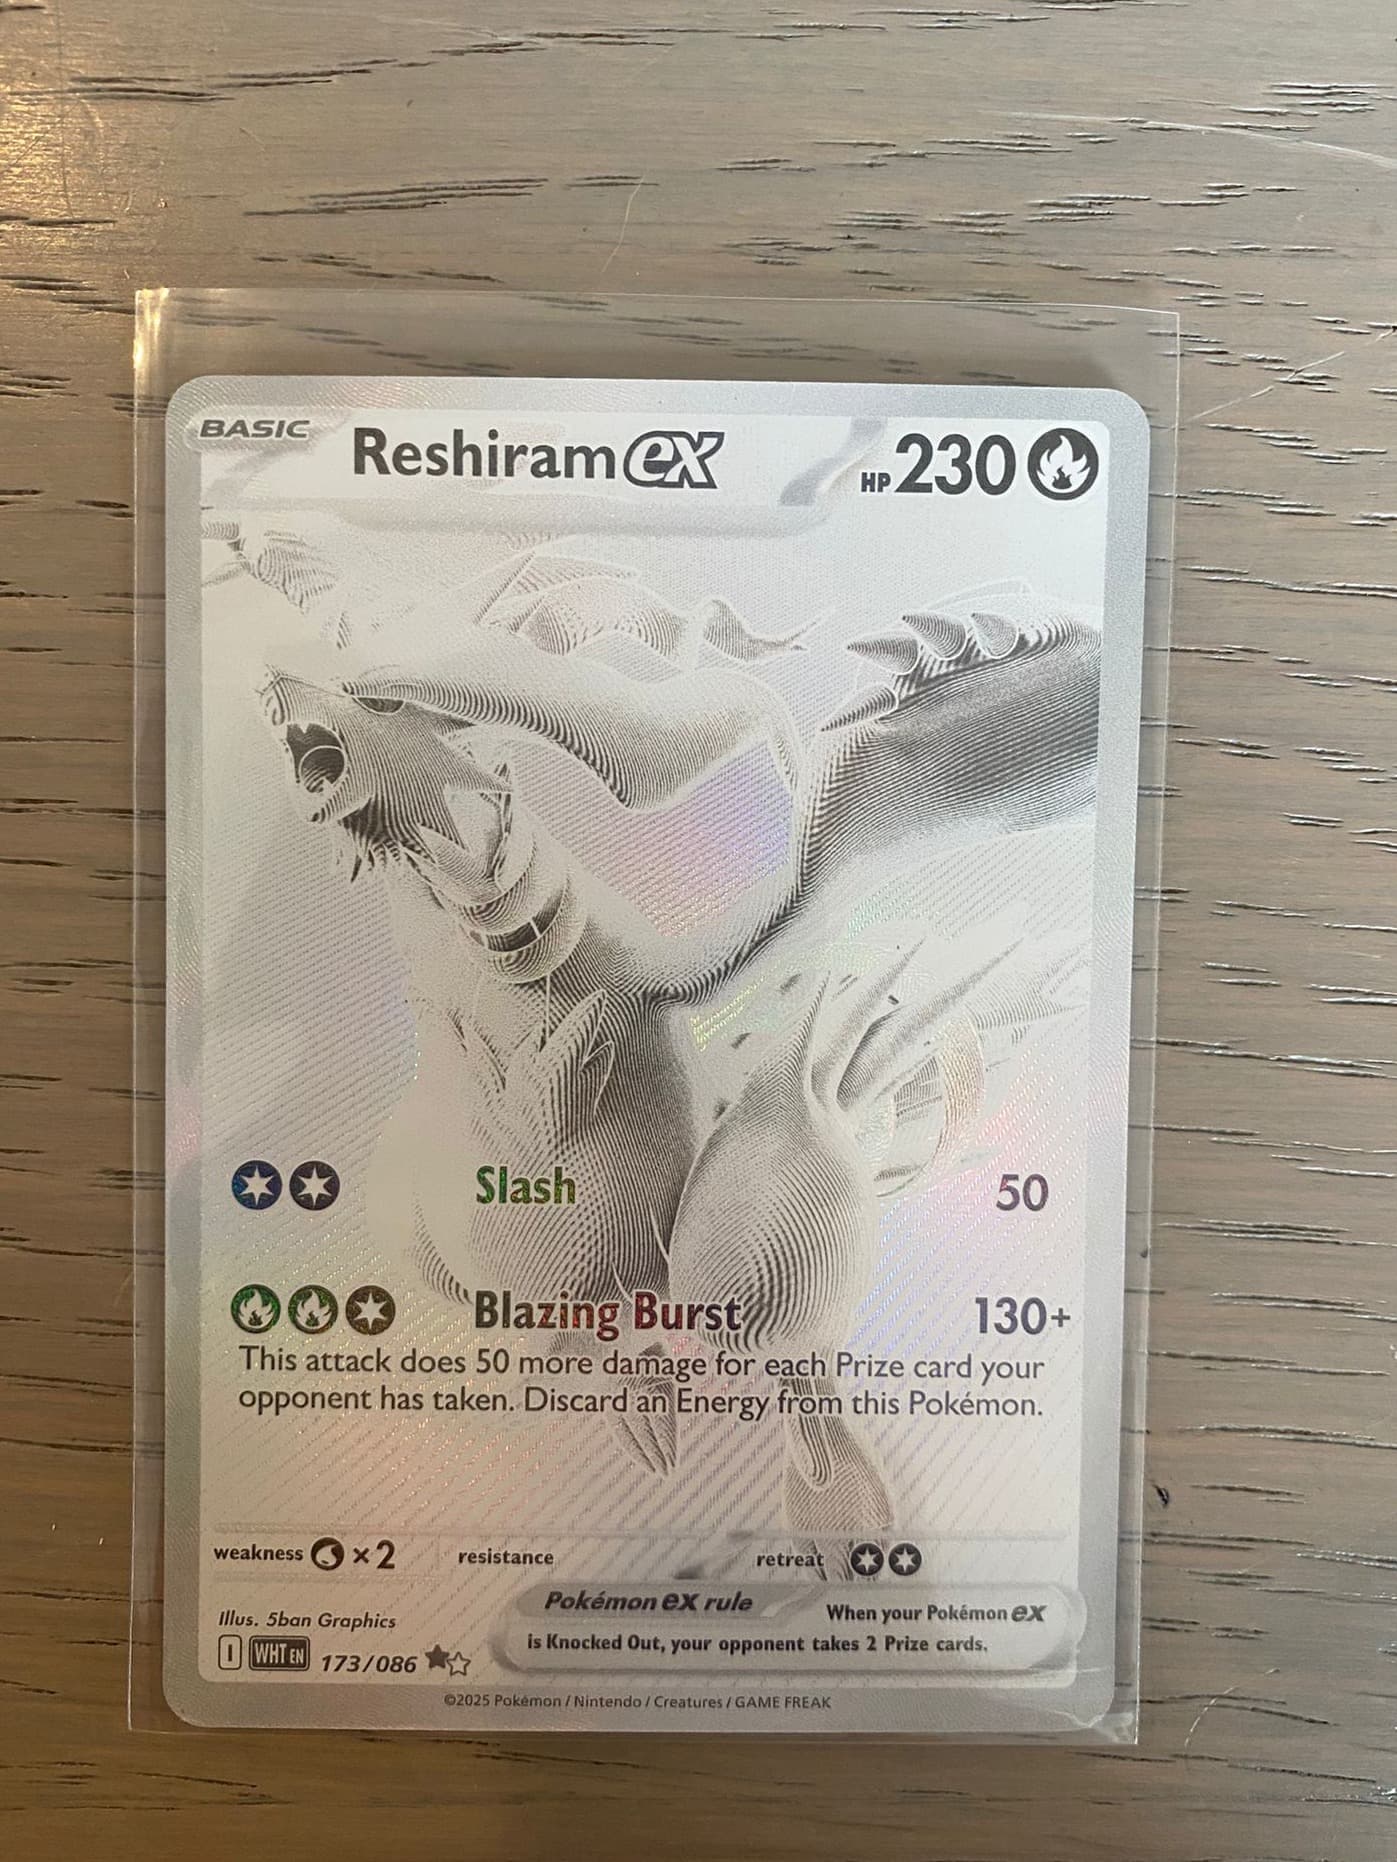 BASIC Reshiram ex HP 230
Slash 50
Blazing Burst 130+
This attack does 50 more damage for each Prize card your
opponent has taken. Discard an Energy from this Pokémon.
weakness ×2 resistance retreat
Illus. 5ban Graphics
I WHT EN 173/086
Pokémon ex rule When your Pokémon ex
is Knocked Out, your opponent takes 2 Prize cards.
©2025 Pokémon / Nintendo / Creatures / GAME FREAK